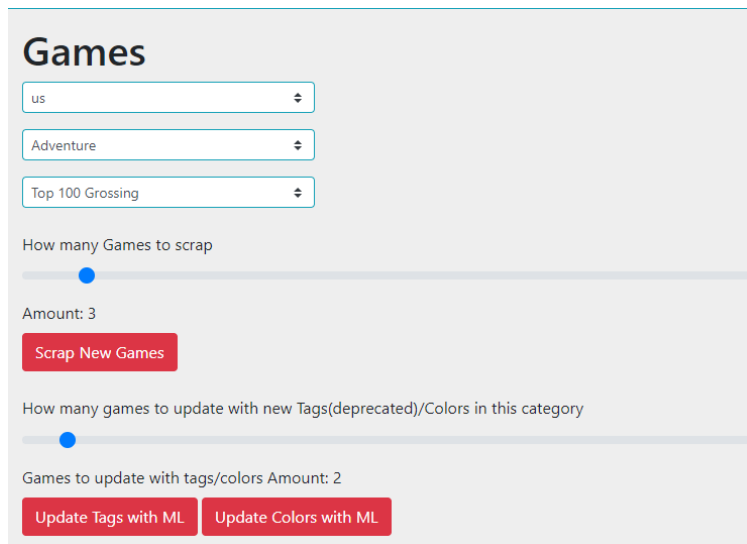 Games
us
Adventure
Top 100 Grossing
How many Games to scrap
Amount: 3
Scrap New Games
How many games to update with new Tags(deprecated)/Colors in this category
Games to update with tags/colors Amount: 2
Update Tags with ML Update Colors with ML